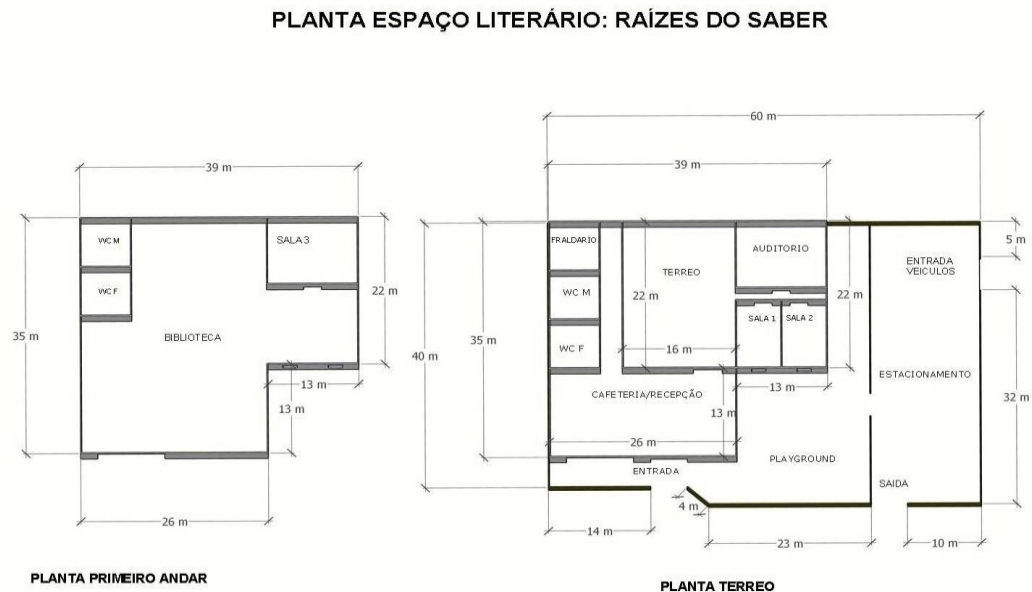 PLANTA ESPAÇO LITERÁRIO: RAÍZES DO SABER
39 m
WC M
SALA 3
WC F
22 m
35 m
BIBLIOTECA
13 m
13 m
26 m
PLANTA PRIMEIRO ANDAR
60 m
39 m
5 m
FRALDARIO
AUDITORIO
ENTRADA
VEICULOS
TERREO
WC M
22 m
22 m
SALA 1
SALA 2
35 m
40 m
WC F
16 m
13 m
ESTACIONAMENTO
CAFETERIA/RECEPÇÃO
13 m
32 m
26 m
ENTRADA
PLAYGROUND
SAIDA
4 m
14 m
23 m
10 m
PLANTA TERREO